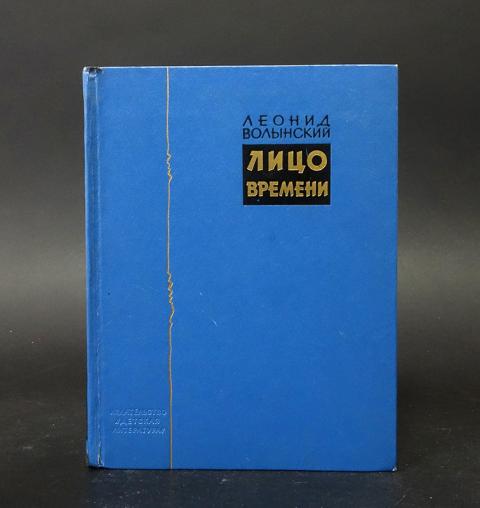 ЛЕОНИД
ВОЛЫНСКИЙ
ЛИЦО
ВРЕМЕНИ
ИЗДАТЕЛЬСТВО
«ДЕТСКАЯ
ЛИТЕРАТУРА»